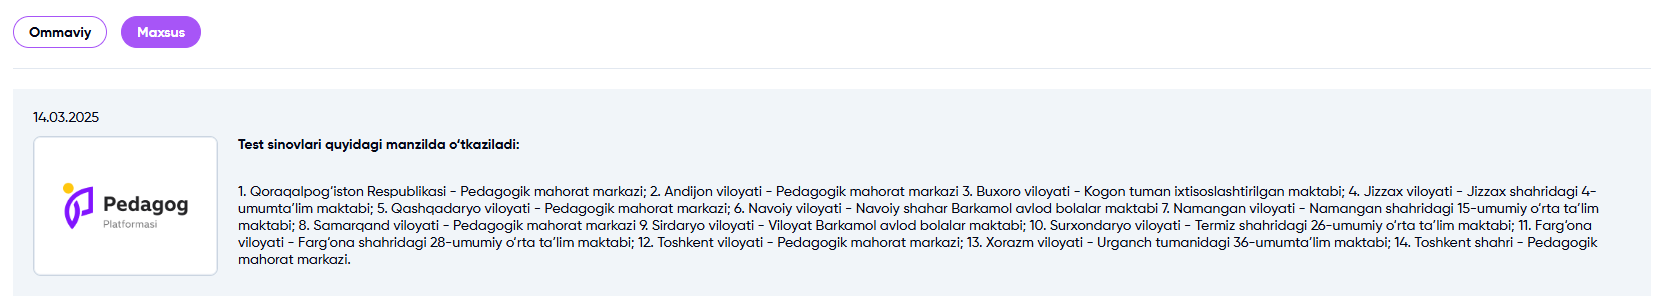 Ommaviy
Maxsus
14.03.2025
Pedagog
Platformasi
Test sinovlari quyidagi manzilda o‘tkaziladi:
1. Qoraqalpog‘iston Respublikasi - Pedagogik mahorat markazi; 2. Andijon viloyati - Pedagogik mahorat markazi 3. Buxoro viloyati - Kogon tuman ixtisoslashtirilgan maktabi; 4. Jizzax viloyati - Jizzax shahridagi 4-
umumta’lim maktabi; 5. Qashqadaryo viloyati - Pedagogik mahorat markazi; 6. Navoiy viloyati - Navoiy shahar Barkamol avlod bolalar maktabi 7. Namangan viloyati - Namangan shahridagi 15-umumiy o‘rta ta’lim
maktabi; 8. Samarqand viloyati - Pedagogik mahorat markazi 9. Sirdaryo viloyati - Viloyat Barkamol avlod bolalar maktabi; 10. Surxondaryo viloyati - Termiz shahridagi 26-umumiy o‘rta ta’lim maktabi; 11. Farg‘ona
viloyati - Farg‘ona shahridagi 28-umumiy o‘rta ta’lim maktabi; 12. Toshkent viloyati - Pedagogik mahorat markazi; 13. Xorazm viloyati - Urganch tumanidagi 36-umumta’lim maktabi; 14. Toshkent shahri - Pedagogik
mahorat markazi.